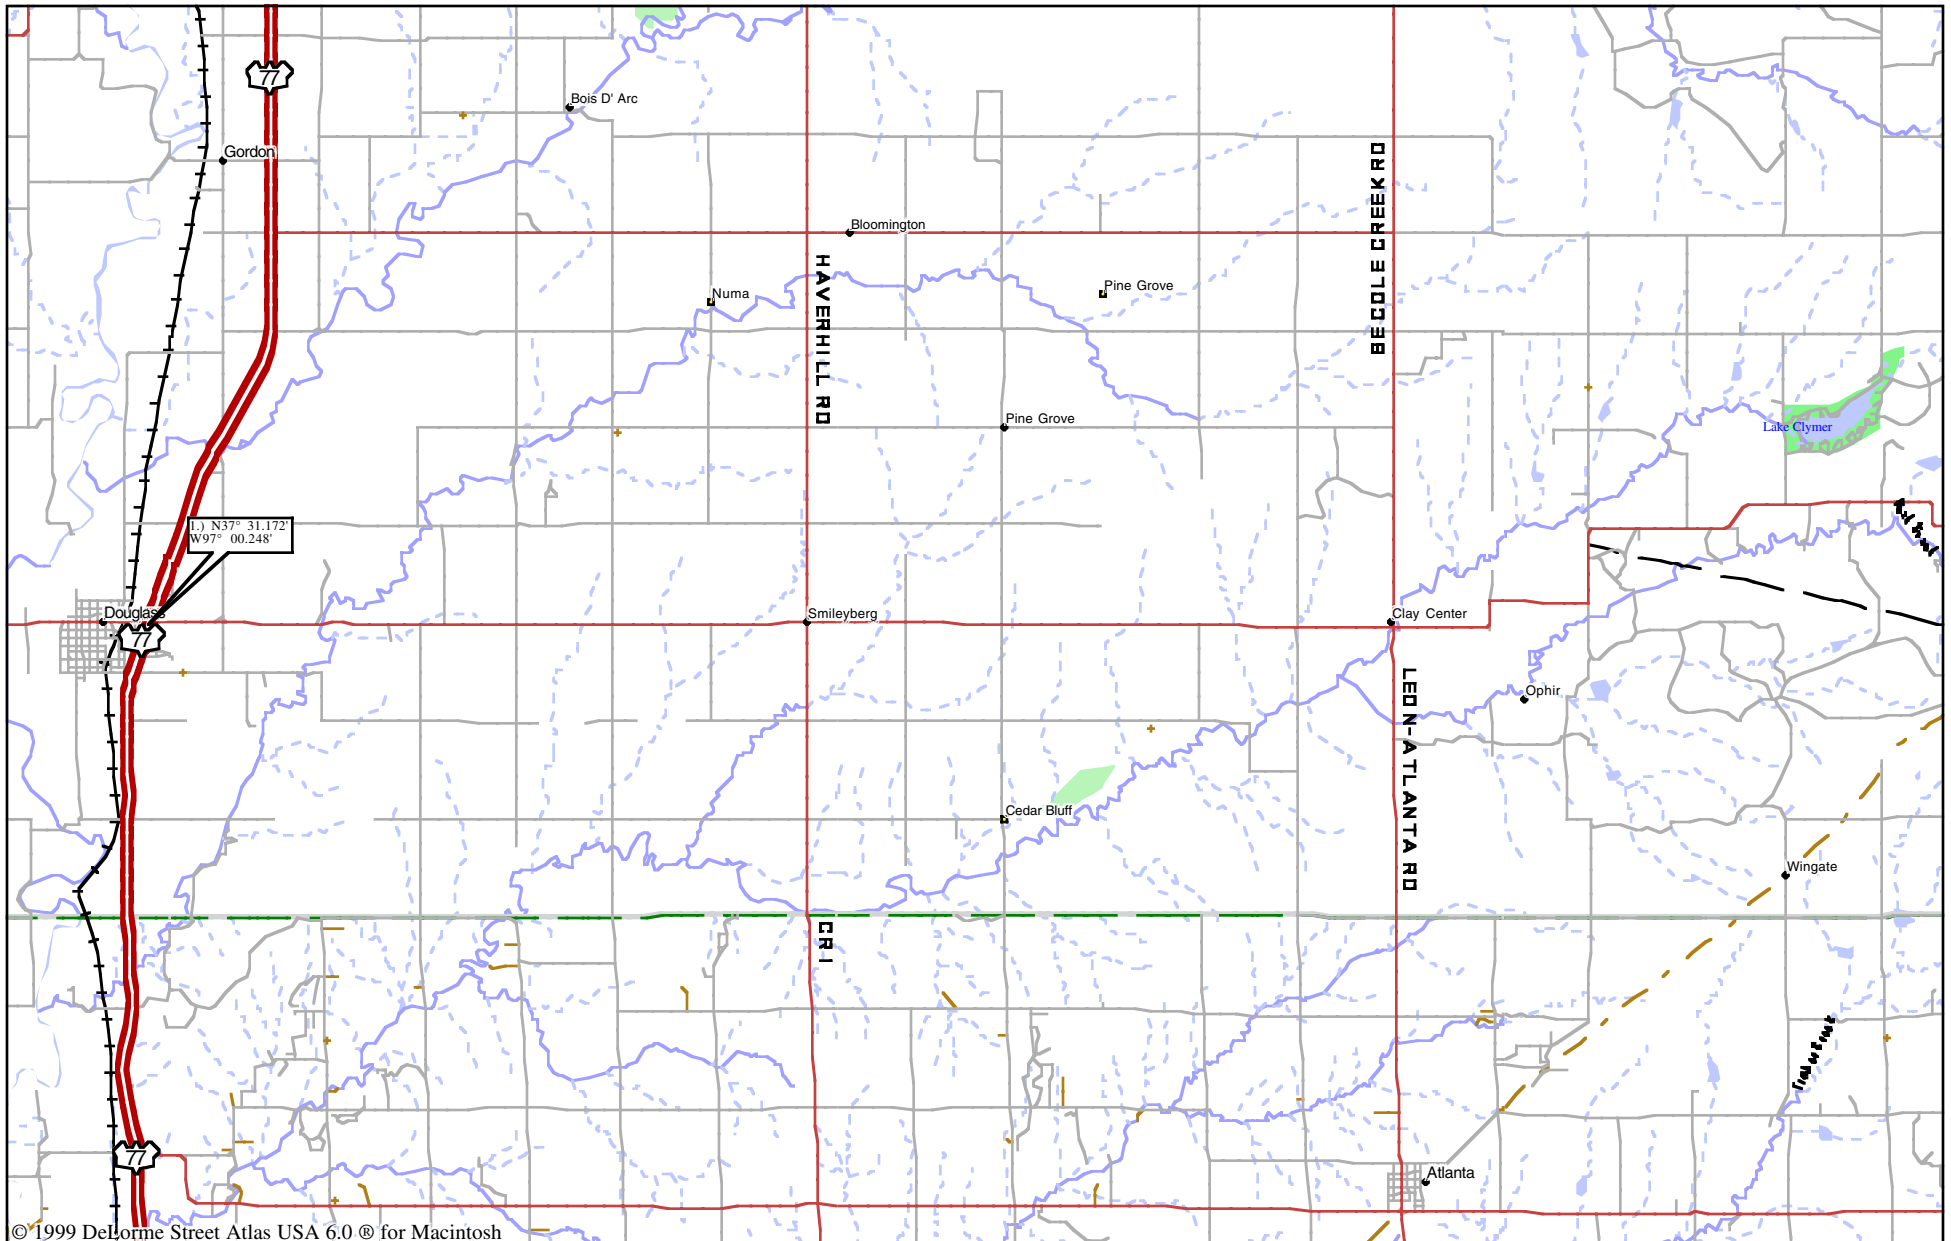 77
Bois D' Arc
Gordon
BEODLE CREEK RD
Bloomington
HAVERHILL RD
Pine Grove
Numa
Pine Grove
Lake Clymer
1.) N37° 31.172'
W97° 00.248'
Douglass
77
Smileyberg
Clay Center
LEON-ATLANTA RD
Ophir
Cedar Bluff
Wingate
CR 1
77
Atlanta
© 1999 DeLorme Street Atlas USA 6.0 ® for Macintosh